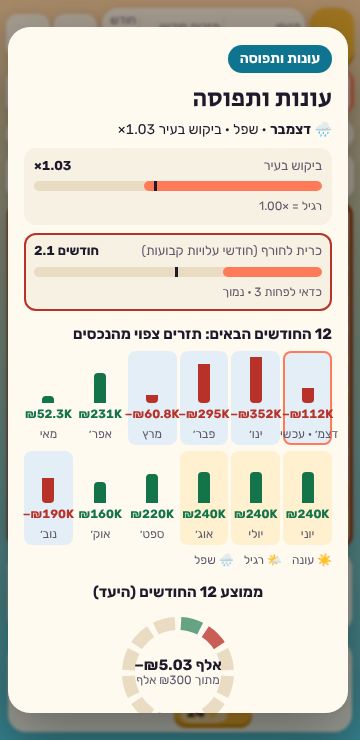 עונות ותפוסה
עונות ותפוסה
🌨️ דצמבר · שפל · ביקוש בעיר 1.03×
ביקוש בעיר ×1.03
רגיל = ×1.00
כרית לחורף (חודשי עלויות קבועות) 2.1 חודשים
כדאי לפחות 3 · נמוך
12 החודשים הבאים: תזרים צפוי מהנכסים
−₪112K −₪352K −₪295K −₪60.8K ₪231K ₪52.3K
דצמ׳ · עכשי ינו׳ פבר׳ מרץ אפר׳ מאי
₪240K ₪240K ₪240K ₪220K ₪160K −₪190K
יוני יולי אוג׳ ספט׳ אוק׳ נוב׳
☀️ עונה 🌤️ רגיל 🌨️ שפל
ממוצע 12 החודשים (היעד)
−₪5.03 אלף
מתוך ₪300 אלף